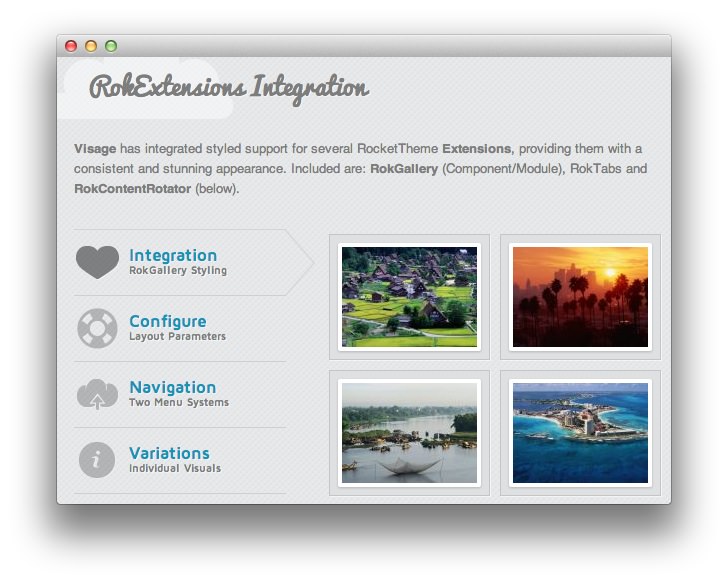 RokExtensions Integration
Visage has integrated styled support for several RocketTheme Extensions, providing them with a
consistent and stunning appearance. Included are: RokGallery (Component/Module), RokTabs and
RokContentRotator (below).
Integration
RokGallery Styling
Configure
Layout Parameters
Navigation
Two Menu Systems
Variations
Individual Visuals